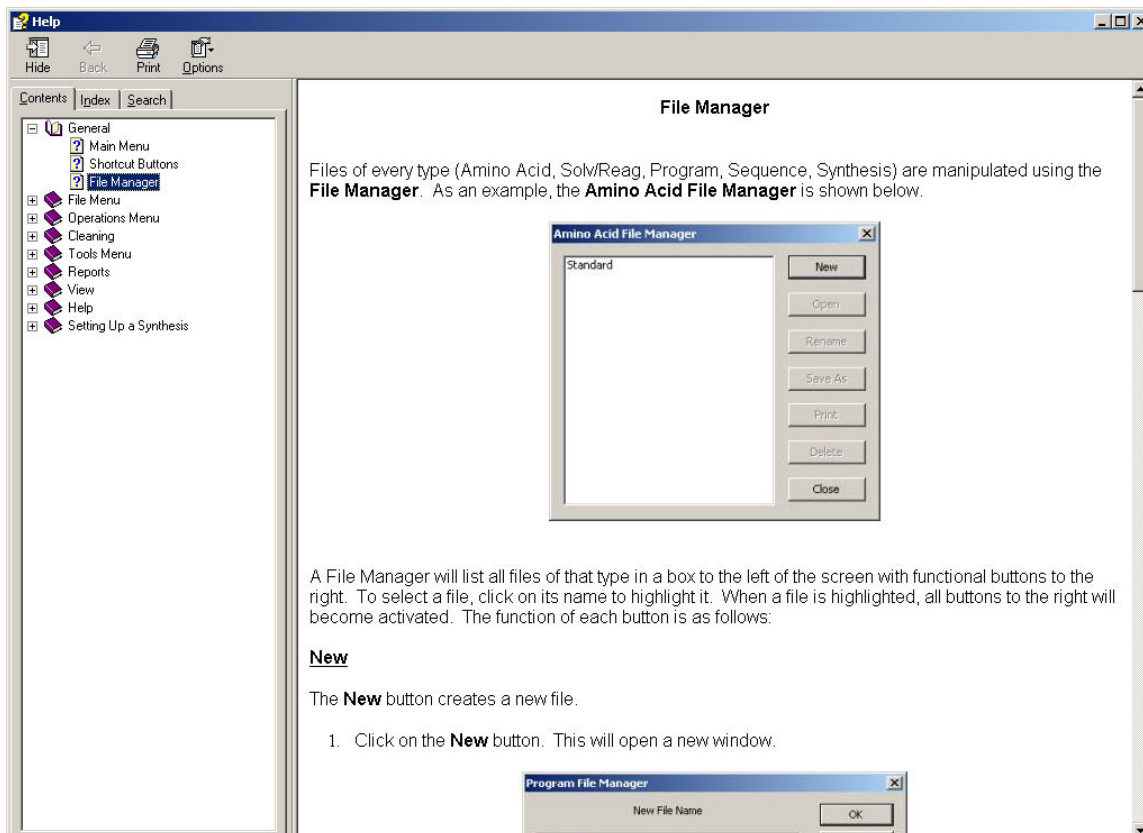 Help
Hide Back Print Options
Contents Index Search
General
Main Menu
Shortcut Buttons
File Manager
File Menu
Operations Menu
Cleaning
Tools Menu
Reports
View
Help
Setting Up a Synthesis
File Manager
Files of every type (Amino Acid, Solv/Reag, Program, Sequence, Synthesis) are manipulated using the
File Manager.  As an example, the Amino Acid File Manager is shown below.
Amino Acid File Manager
Standard
New
Open
Rename
Save As
Print
Delete
Close
A File Manager will list all files of that type in a box to the left of the screen with functional buttons to the
right.  To select a file, click on its name to highlight it.  When a file is highlighted, all buttons to the right will
become activated.  The function of each button is as follows:
New
The New button creates a new file.
1. Click on the New button.  This will open a new window.
Program File Manager
New File Name
OK